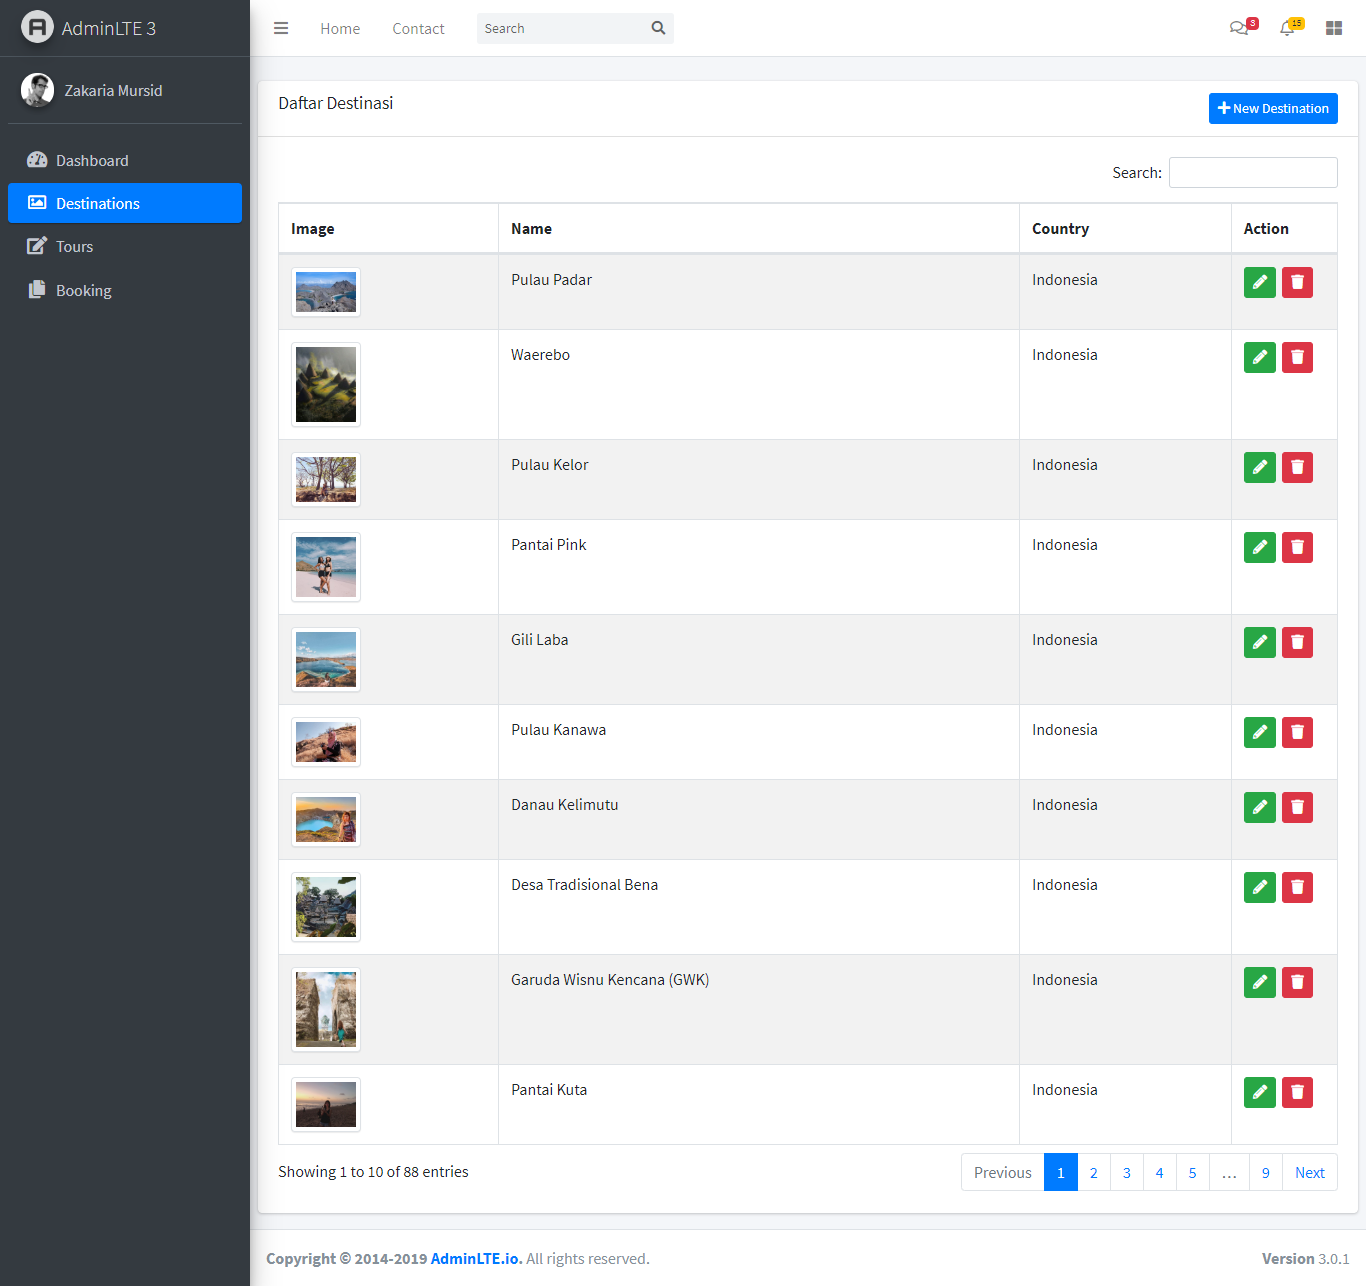 AdminLTE 3
Home
Contact
Search
3
15
Zakaria Mursid
Dashboard
Destinations
Tours
Booking
Daftar Destinasi
New Destination
Search:
Image Name Country Action
Pulau Padar Indonesia
Waerebo Indonesia
Pulau Kelor Indonesia
Pantai Pink Indonesia
Gili Laba Indonesia
Pulau Kanawa Indonesia
Danau Kelimutu Indonesia
Desa Tradisional Bena Indonesia
Garuda Wisnu Kencana (GWK) Indonesia
Pantai Kuta Indonesia
Showing 1 to 10 of 88 entries
Previous 1 2 3 4 5 … 9 Next
Copyright © 2014-2019 AdminLTE.io. All rights reserved.
Version 3.0.1